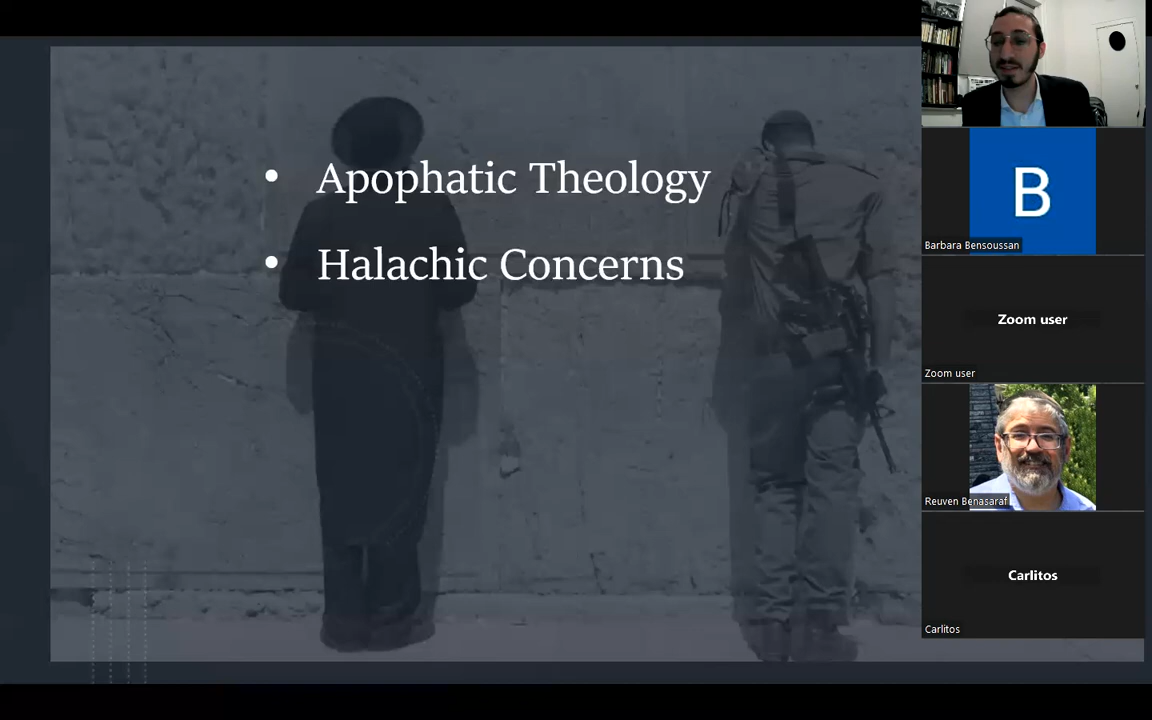 • Apophatic Theology
• Halachic Concerns
B
Barbara Bensoussan
Zoom user
Zoom user
Reuven Benasaraf
Carlitos
Carlitos